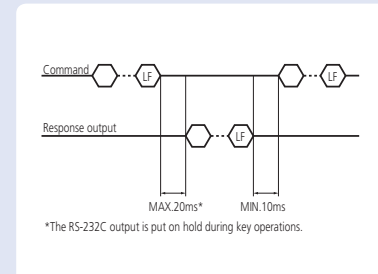 Command
LF
LF
Response output
LF
MAX.20ms* MIN.10ms
*The RS-232C output is put on hold during key operations.